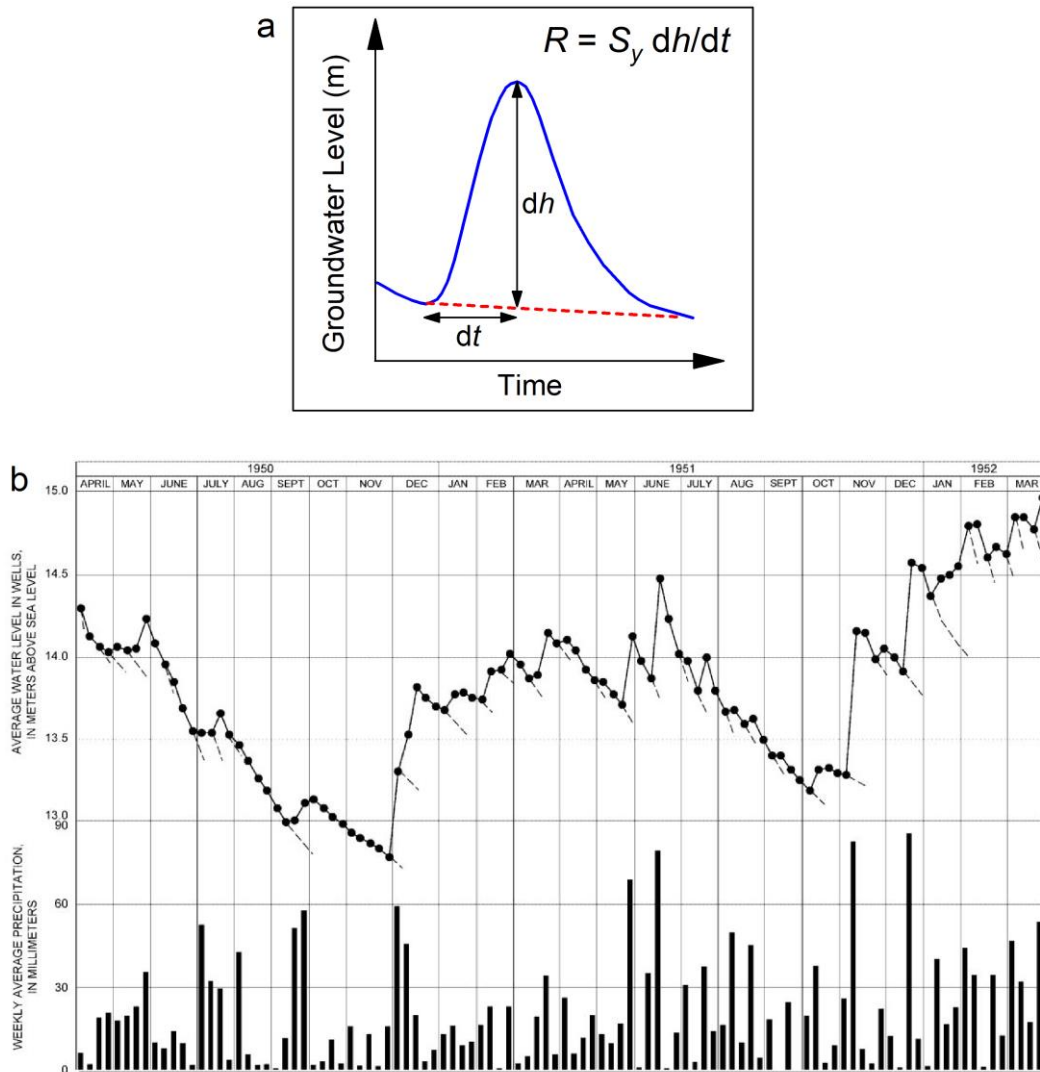 a
R = Sy dh/dt
Groundwater Level (m)
dh
dt
Time
b
1950 1951 1952
APRIL MAY JUNE JULY AUG SEPT OCT NOV DEC JAN FEB MAR APRIL MAY JUNE JULY AUG SEPT OCT NOV DEC JAN FEB MAR
15.0
14.5
14.0
13.5
13.0
AVERAGE WATER LEVEL IN WELLS,
IN METERS ABOVE SEA LEVEL
90
60
30
0
WEEKLY AVERAGE PRECIPITATION,
IN MILLIMETERS